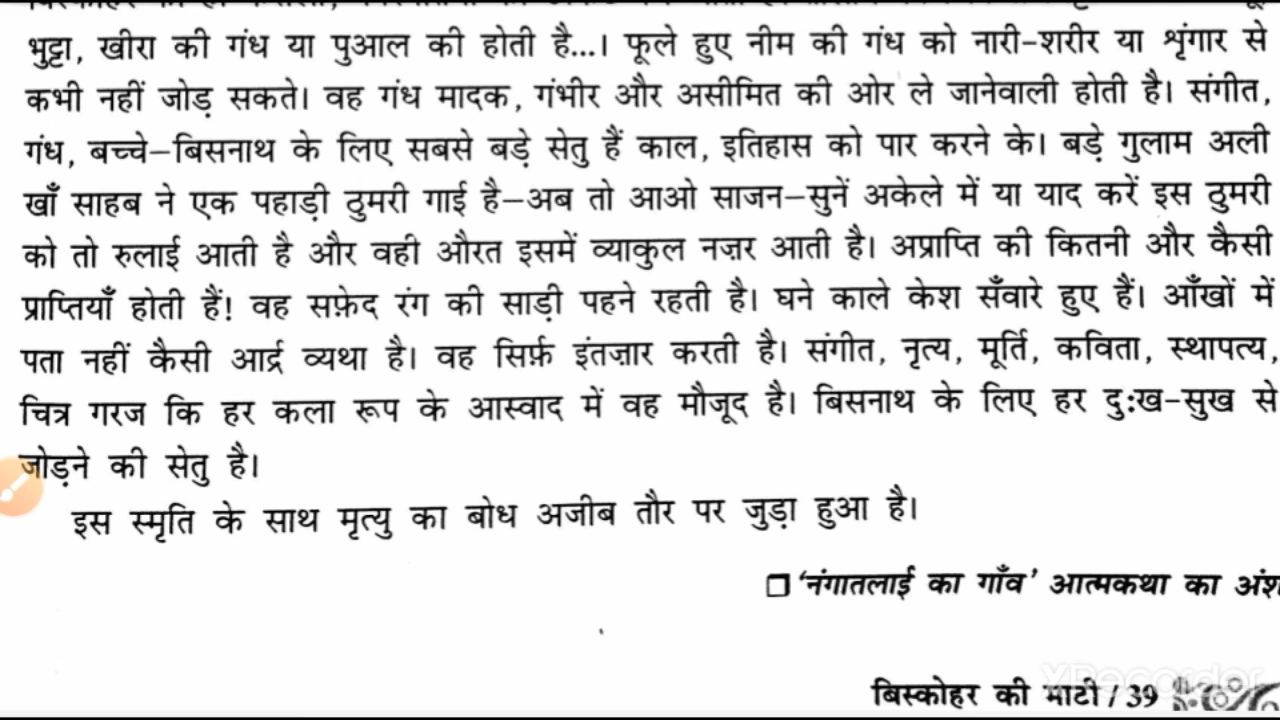 भुट्टा, खीरा की गंध या पुआल की होती है...। फूले हुए नीम की गंध को नारी-शरीर या शृंगार से
कभी नहीं जोड़ सकते। वह गंध मादक, गंभीर और असीमित की ओर ले जानेवाली होती है। संगीत,
गंध, बच्चे–बिसनाथ के लिए सबसे बड़े सेतु हैं काल, इतिहास को पार करने के। बड़े गुलाम अली
खाँ साहब ने एक पहाड़ी ठुमरी गाई है–अब तो आओ साजन–सुनें अकेले में या याद करें इस ठुमरी
को तो रुलाई आती है और वही औरत इसमें व्याकुल नज़र आती है। अप्राप्ति की कितनी और कैसी
प्राप्तियाँ होती हैं! वह सफ़ेद रंग की साड़ी पहने रहती है। घने काले केश सँवारे हुए हैं। आँखों में
पता नहीं कैसी आर्द्र व्यथा है। वह सिर्फ़ इंतज़ार करती है। संगीत, नृत्य, मूर्ति, कविता, स्थापत्य,
चित्र गरज कि हर कला रूप के आस्वाद में वह मौजूद है। बिसनाथ के लिए हर दुःख-सुख से
जोड़ने की सेतु है।
इस स्मृति के साथ मृत्यु का बोध अजीब तौर पर जुड़ा हुआ है।
□ 'नंगातलाई का गाँव' आत्मकथा का अंश
XRecorder
बिस्कोहर की माटी / 39